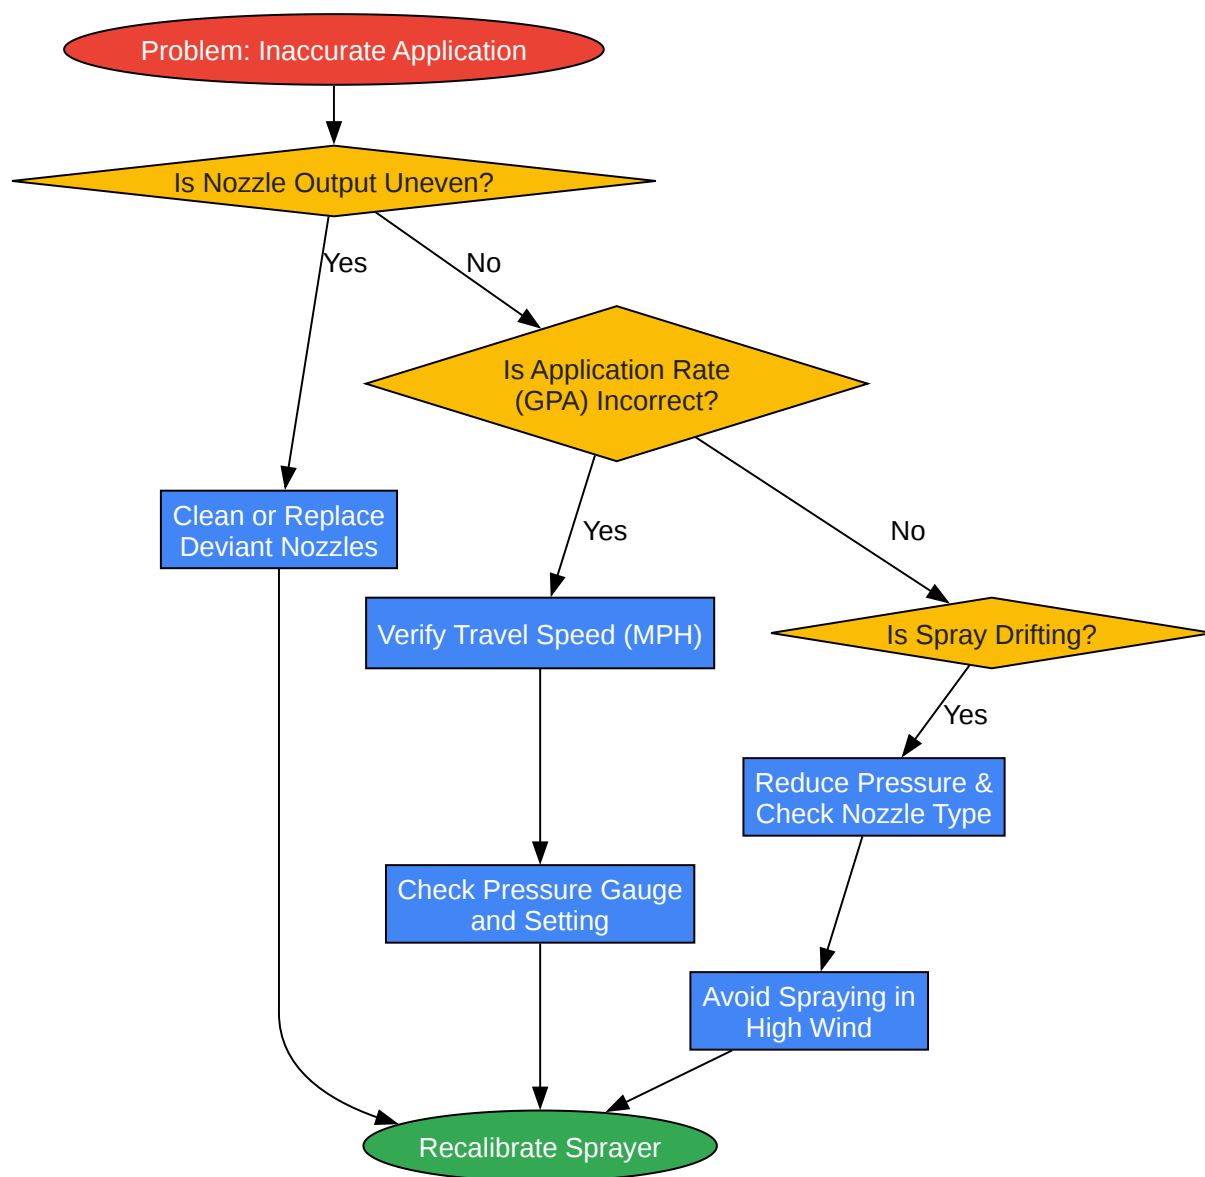 Problem: Inaccurate Application
Is Nozzle Output Uneven?
Yes
No
Is Application Rate
(GPA) Incorrect?
Clean or Replace
Deviant Nozzles
Yes
No
Verify Travel Speed (MPH)
Is Spray Drifting?
Yes
Reduce Pressure &
Check Nozzle Type
Check Pressure Gauge
and Setting
Avoid Spraying in
High Wind
Recalibrate Sprayer